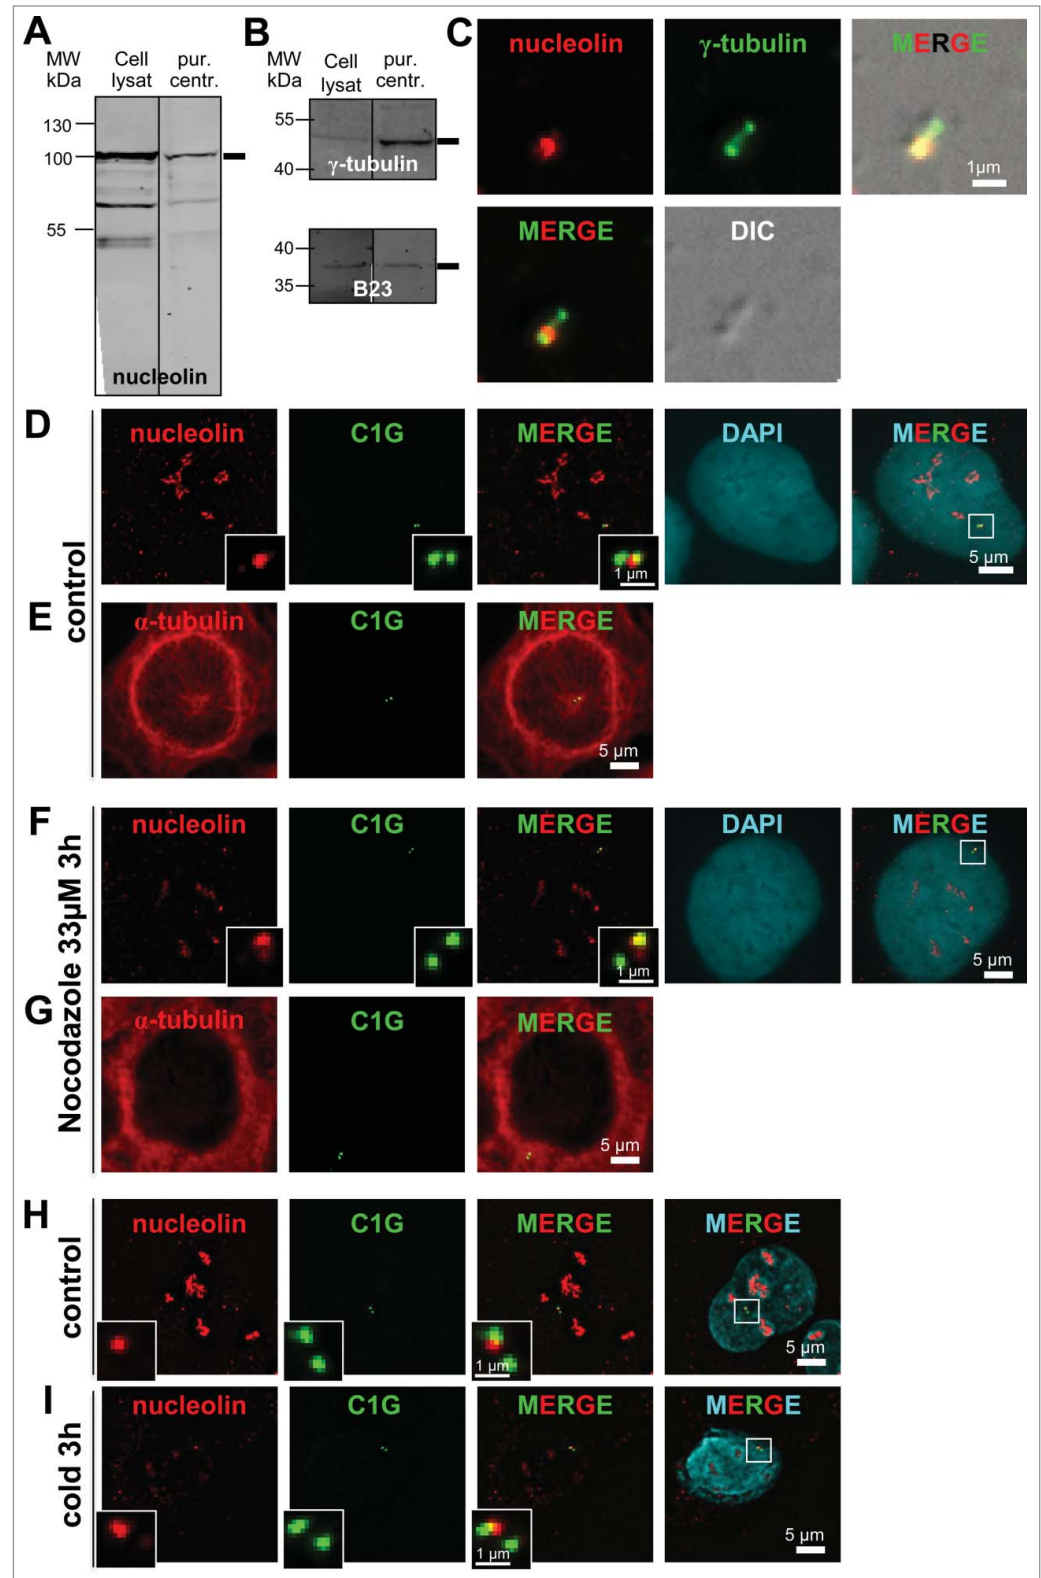 A
MW
kDa
Cell
lysat
pur.
centr.
130
100
55
nucleolin
B
MW
kDa
Cell
lysat
pur.
centr.
55
40
γ-tubulin
40
35
B23
C
nucleolin
γ-tubulin
MERGE
1µm
MERGE
DIC
control
D
nucleolin
C1G
MERGE
1 µm
DAPI
MERGE
5 µm
E
α-tubulin
C1G
MERGE
5 µm
Nocodazole 33µM 3h
F
nucleolin
C1G
MERGE
1 µm
DAPI
MERGE
5 µm
G
α-tubulin
C1G
MERGE
5 µm
H
control
nucleolin
C1G
MERGE
1 µm
MERGE
5 µm
I
cold 3h
nucleolin
C1G
MERGE
1 µm
MERGE
5 µm